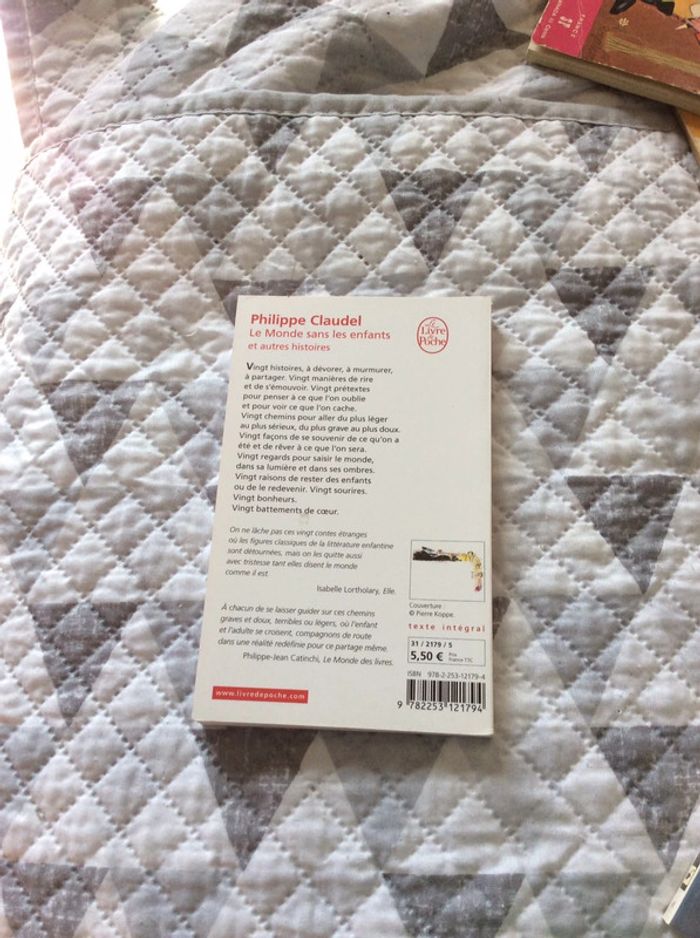 Philippe Claudel
Le Monde sans les enfants
et autres histoires
Le
Livre
de
Poche
Vingt histoires, à dévorer, à murmurer,
à partager. Vingt manières de rire
et de s'émouvoir. Vingt prétextes
pour penser à ce que l'on oublie
et pour voir ce que l'on cache.
Vingt chemins pour aller du plus léger
au plus sérieux, du plus grave au plus doux.
Vingt façons de se souvenir de ce qu'on a
été et de rêver à ce que l'on sera.
Vingt regards pour saisir le monde,
dans sa lumière et dans ses ombres.
Vingt raisons de rester des enfants
ou de le redevenir. Vingt sourires.
Vingt bonheurs.
Vingt battements de cœur.
On ne lâche pas ces vingt contes étranges
où les figures classiques de la littérature enfantine
sont détournées, mais on les quitte aussi
avec tristesse tant elles disent le monde
comme il est.
Isabelle Lortholary, Elle.
À chacun de se laisser guider sur ces chemins
graves et doux, terribles ou légers, où l'enfant
et l'adulte se croisent, compagnons de route
dans une réalité redéfinie pour ce partage même.
Philippe-Jean Catinchi, Le Monde des livres.
www.livredepoche.com
Couverture :
© Pierre Koppe.
texte intégral
31 / 2179 / 5
5,50 € Prix
France TTC
ISBN 978-2-253-12179-4
9 782253 121794